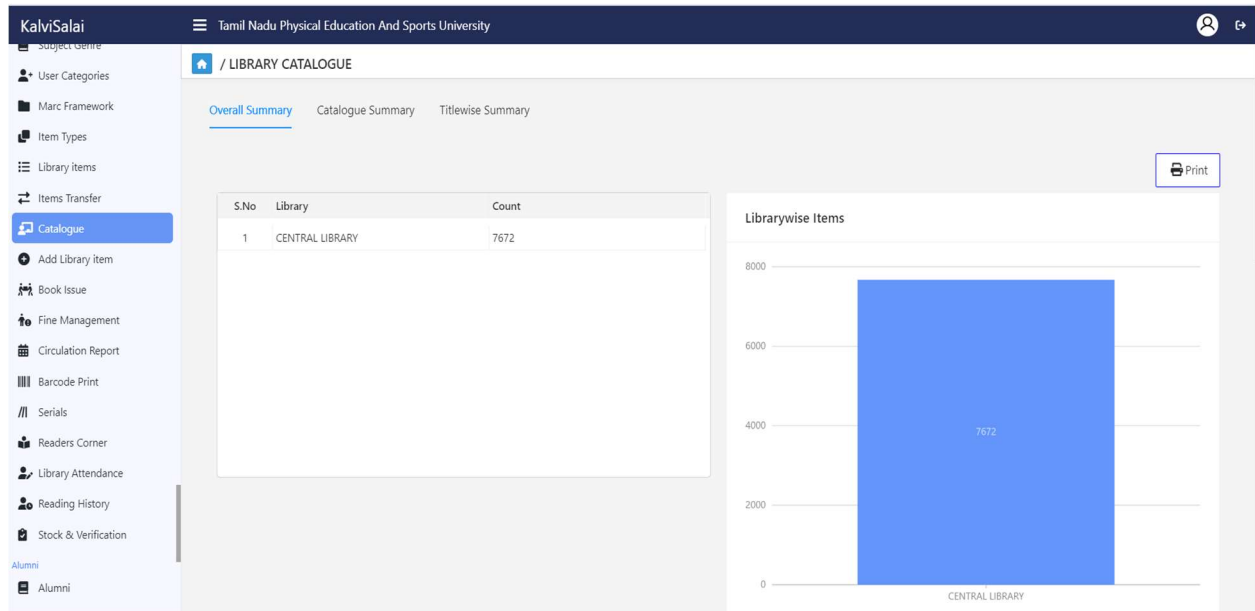 KalviSalai
Tamil Nadu Physical Education And Sports University
Subject Genre
User Categories
Marc Framework
Item Types
Library items
Items Transfer
Catalogue
Add Library item
Book Issue
Fine Management
Circulation Report
Barcode Print
Serials
Readers Corner
Library Attendance
Reading History
Stock & Verification
Alumni
Alumni
/ LIBRARY CATALOGUE
Overall Summary Catalogue Summary Titlewise Summary
Print
S.No Library Count
1 CENTRAL LIBRARY 7672
Librarywise Items
8000
6000
4000
7672
2000
0
CENTRAL LIBRARY